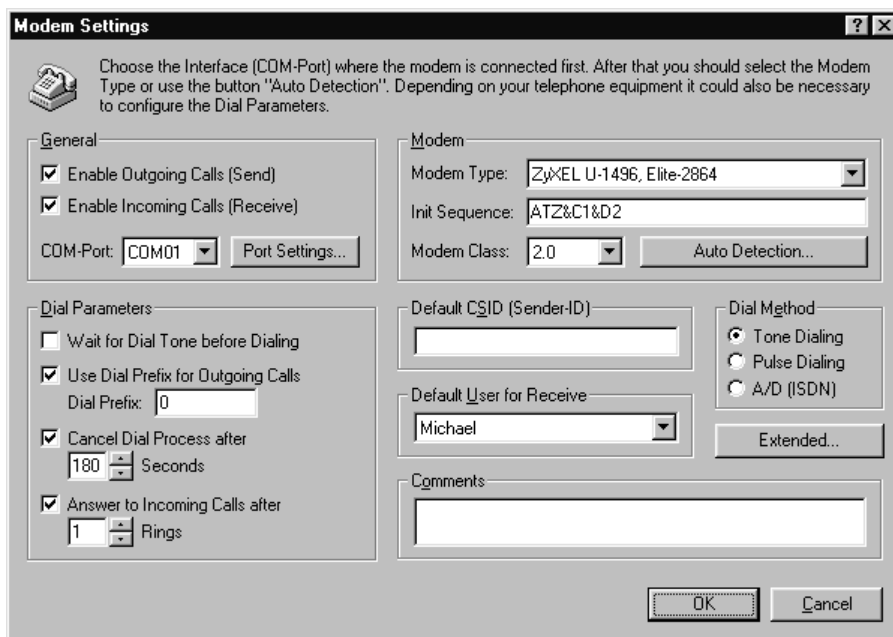 Modem Settings
Choose the Interface (COM-Port) where the modem is connected first. After that you should select the Modem
Type or use the button "Auto Detection". Depending on your telephone equipment it could also be necessary
to configure the Dial Parameters.
General
Enable Outgoing Calls (Send)
Enable Incoming Calls (Receive)
COM-Port: COM01 Port Settings...
Modem
Modem Type: ZyXEL U-1496, Elite-2864
Init Sequence: ATZ&C1&D2
Modem Class: 2.0 Auto Detection...
Dial Parameters
Wait for Dial Tone before Dialing
Use Dial Prefix for Outgoing Calls
Dial Prefix: 0
Cancel Dial Process after
180 Seconds
Answer to Incoming Calls after
1 Rings
Default CSID (Sender-ID)
Default User for Receive
Michael
Dial Method
Tone Dialing
Pulse Dialing
A/D (ISDN)
Extended...
Comments
OK Cancel